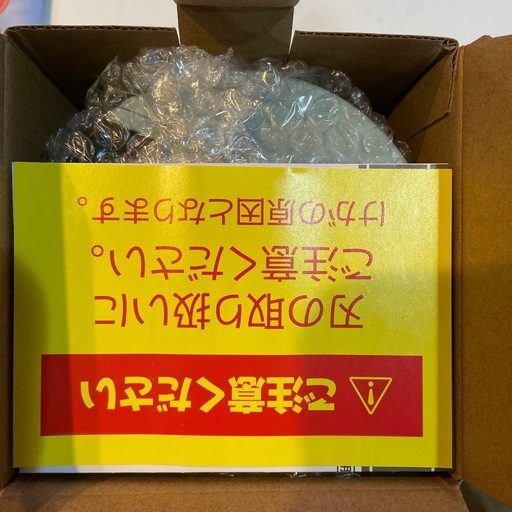 ご注意ください
刃の取り扱いに
ご注意ください。
けがの原因となります。